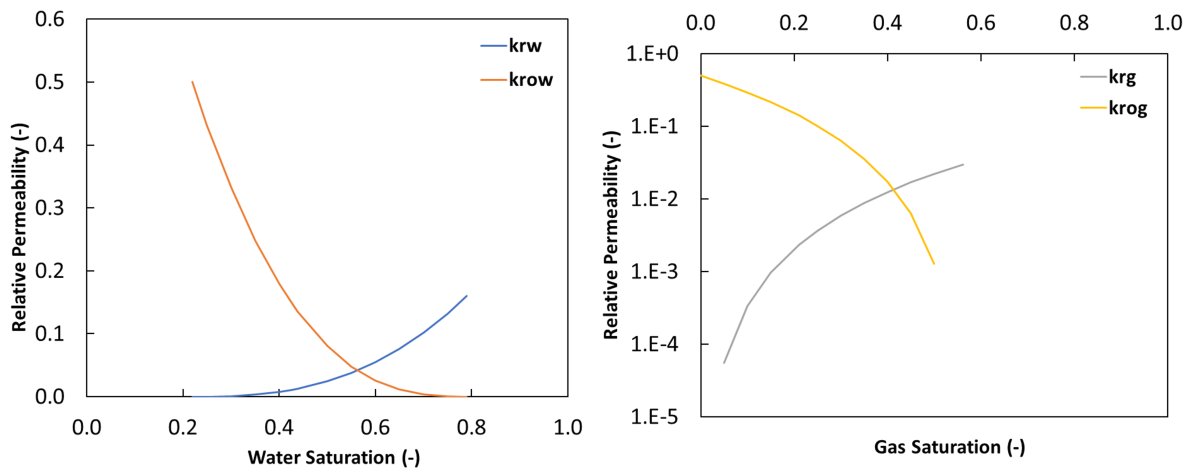 Relative Permeability (-)
0.6
0.5
0.4
0.3
0.2
0.1
0.0
krw
krow
0.0 0.2 0.4 0.6 0.8 1.0
Water Saturation (-)
0.0 0.2 0.4 0.6 0.8 1.0
Relative Permeability (-)
1.E+0
1.E-1
1.E-2
1.E-3
1.E-4
1.E-5
krg
krog
Gas Saturation (-)